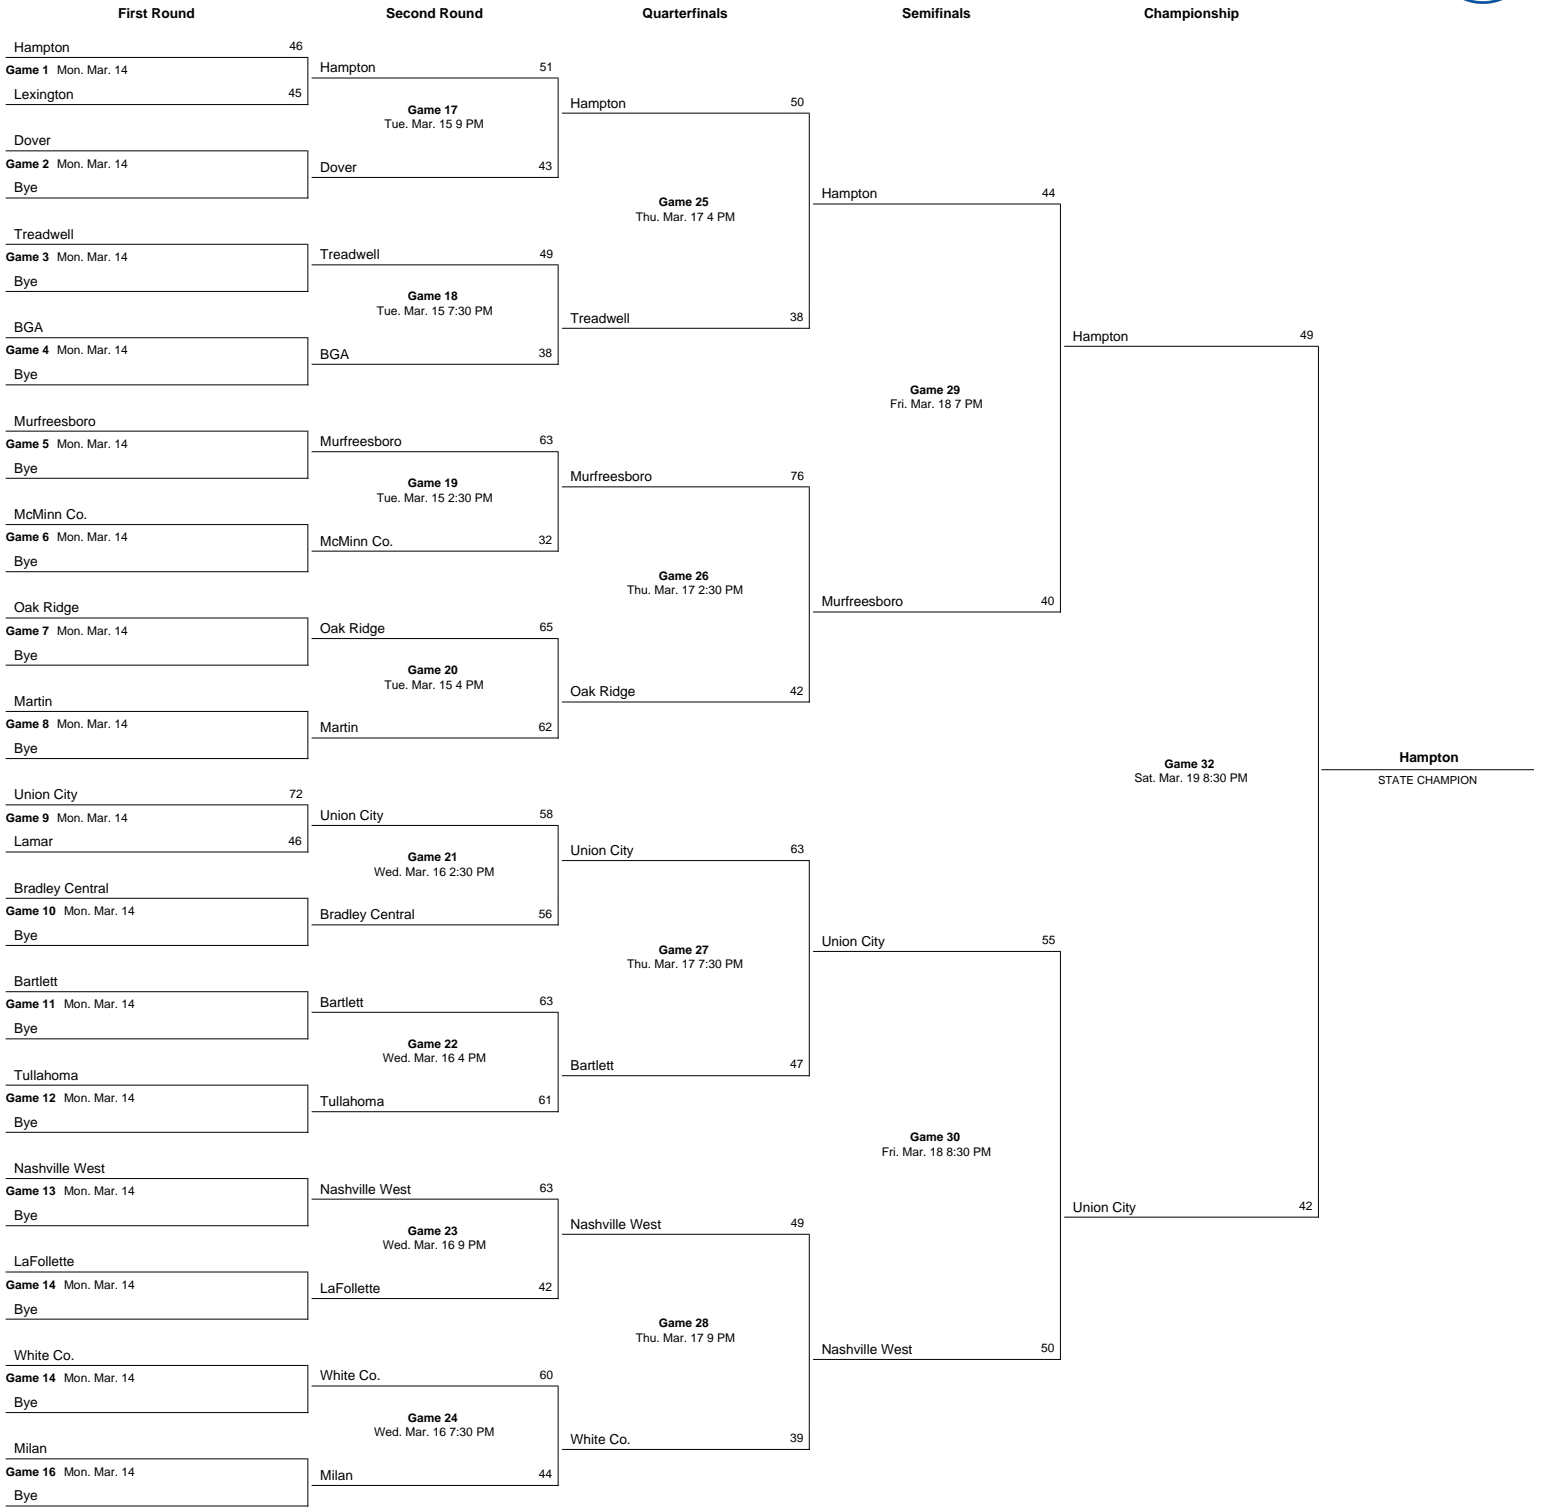 First Round
Second Round
Quarterfinals
Semifinals
Championship
Hampton 46
Game 1 Mon. Mar. 14
Lexington 45
Dover
Game 2 Mon. Mar. 14
Bye
Treadwell
Game 3 Mon. Mar. 14
Bye
BGA
Game 4 Mon. Mar. 14
Bye
Murfreesboro
Game 5 Mon. Mar. 14
Bye
McMinn Co.
Game 6 Mon. Mar. 14
Bye
Oak Ridge
Game 7 Mon. Mar. 14
Bye
Martin
Game 8 Mon. Mar. 14
Bye
Union City 72
Game 9 Mon. Mar. 14
Lamar 46
Bradley Central
Game 10 Mon. Mar. 14
Bye
Bartlett
Game 11 Mon. Mar. 14
Bye
Tullahoma
Game 12 Mon. Mar. 14
Bye
Nashville West
Game 13 Mon. Mar. 14
Bye
LaFollette
Game 14 Mon. Mar. 14
Bye
White Co.
Game 14 Mon. Mar. 14
Bye
Milan
Game 16 Mon. Mar. 14
Bye
Hampton 51
Game 17
Tue. Mar. 15 9 PM
Dover 43
Treadwell 49
Game 18
Tue. Mar. 15 7:30 PM
BGA 38
Murfreesboro 63
Game 19
Tue. Mar. 15 2:30 PM
McMinn Co. 32
Oak Ridge 65
Game 20
Tue. Mar. 15 4 PM
Martin 62
Union City 58
Game 21
Wed. Mar. 16 2:30 PM
Bradley Central 56
Bartlett 63
Game 22
Wed. Mar. 16 4 PM
Tullahoma 61
Nashville West 63
Game 23
Wed. Mar. 16 9 PM
LaFollette 42
White Co. 60
Game 24
Wed. Mar. 16 7:30 PM
Milan 44
Hampton 50
Game 25
Thu. Mar. 17 4 PM
Treadwell 38
Murfreesboro 76
Game 26
Thu. Mar. 17 2:30 PM
Oak Ridge 42
Union City 63
Game 27
Thu. Mar. 17 7:30 PM
Bartlett 47
Nashville West 49
Game 28
Thu. Mar. 17 9 PM
White Co. 39
Hampton 44
Game 29
Fri. Mar. 18 7 PM
Murfreesboro 40
Union City 55
Game 30
Fri. Mar. 18 8:30 PM
Nashville West 50
Hampton 49
Game 32
Sat. Mar. 19 8:30 PM
Union City 42
Hampton
STATE CHAMPION